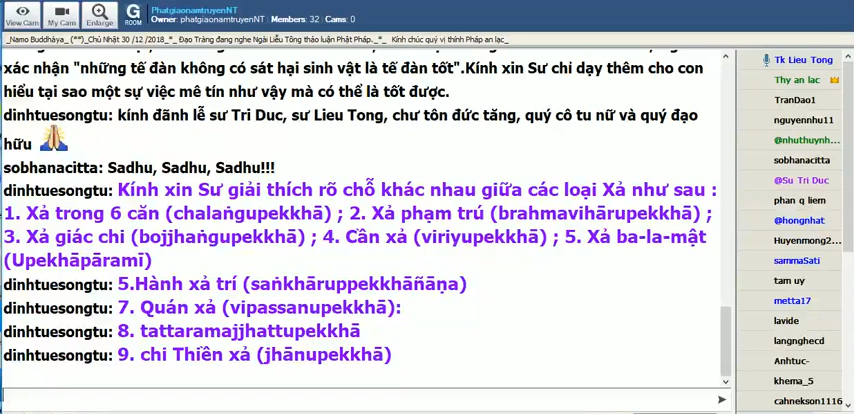 PhatgiaonamtruyenNT
Owner: phatgiaonamtruyenNT | Members: 32 | Cams: 0
View Cam
My Cam
Enlarge
G
ROOM
_Namo Buddhàya_ (**)_Chủ Nhật 30 /12 /2018_*_ Đạo Tràng đang nghe Ngài Liễu Tông thảo luận Phật Pháp._*_ Kính chúc quý vị thính Pháp an lạc_
xác nhận "những tế đàn không có sát hại sinh vật là tế đàn tốt".Kính xin Sư chỉ dạy thêm cho con
hiểu tại sao một sự việc mê tín như vậy mà có thể là tốt được.
dinhtuesongtu: kính đãnh lễ sư Tri Duc, sư Lieu Tong, chư tôn đức tăng, quý cô tu nữ và quý đạo
hữu
sobhanacitta: Sadhu, Sadhu, Sadhu!!!
dinhtuesongtu: Kính xin Sư giải thích rõ chỗ khác nhau giữa các loại Xả như sau :
1. Xả trong 6 căn (chalaṅgupekkhā) ; 2. Xả phạm trú (brahmavihārupekkhā) ;
3. Xả giác chi (bojjhaṅgupekkhā) ; 4. Cần xả (viriyupekkhā) ; 5. Xả ba-la-mật
(Upekhāpāramī)
dinhtuesongtu: 5.Hành xả trí (saṅkhāruppekkhāñāṇa)
dinhtuesongtu: 7. Quán xả (vipassanupekkhā):
dinhtuesongtu: 8. tattaramajjhattupekkhā
dinhtuesongtu: 9. chi Thiền xả (jhānupekkhā)
Tk Lieu Tong
Thy an lac
TranDao1
nguyennhu11
@nhuthuynh...
sobhanacitta
@Su Tri Duc
phan q liem
@hongnhat
Huyenmong2...
sammaSati
tam uy
metta17
lavide
langnghecd
Anhtuc-
khema_5
cahnekson1116